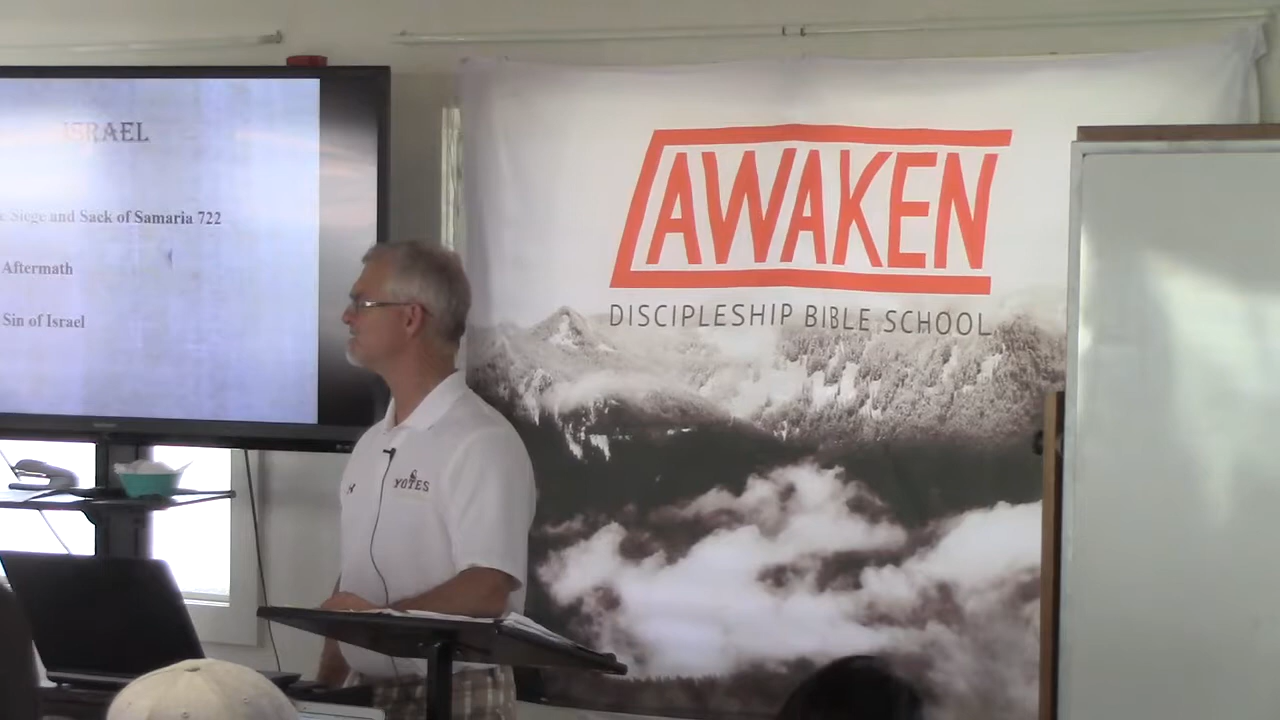 ISRAEL
Siege and Sack of Samaria 722
Aftermath
Sin of Israel
AWAKEN
DISCIPLESHIP BIBLE SCHOOL
YOTES